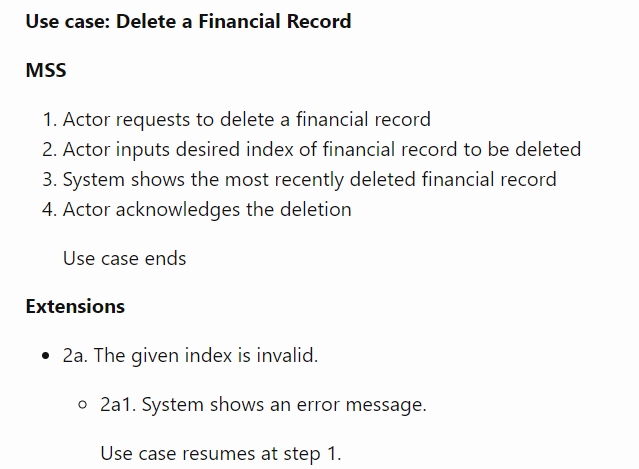 Use case: Delete a Financial Record
MSS
1. Actor requests to delete a financial record
2. Actor inputs desired index of financial record to be deleted
3. System shows the most recently deleted financial record
4. Actor acknowledges the deletion
Use case ends
Extensions
• 2a. The given index is invalid.
◦ 2a1. System shows an error message.
Use case resumes at step 1.